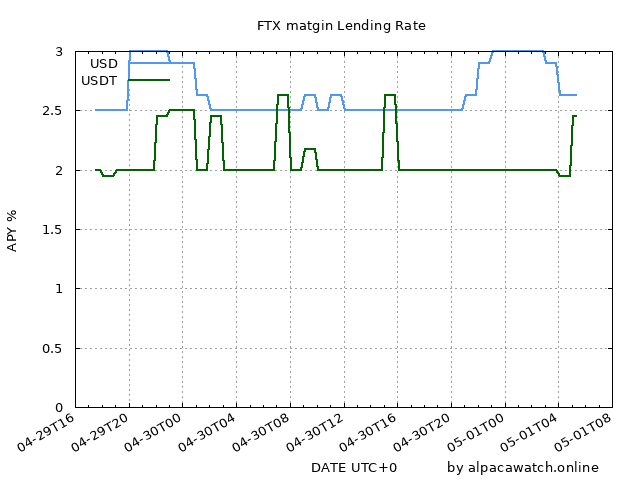 FTX matgin Lending Rate
USD
USDT
3
2.5
2
1.5
1
0.5
0
APY %
04-29T16
04-29T20
04-30T00
04-30T04
04-30T08
04-30T12
04-30T16
04-30T20
05-01T00
05-01T04
05-01T08
DATE UTC+0
by alpacawatch.online